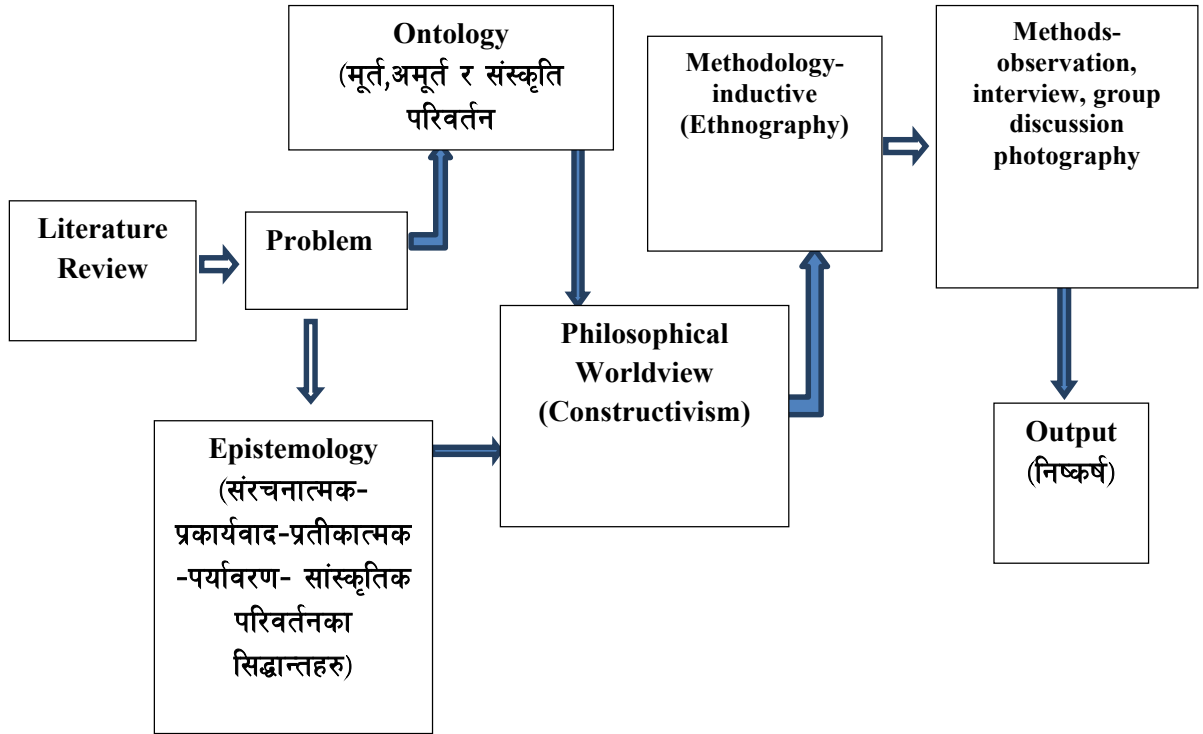 Literature
Review
Problem
Ontology
(मूर्त,अमूर्त र संस्कृति
परिवर्तन
Epistemology
(संरचनात्मक-
प्रकार्यवाद-प्रतीकात्मक
-पर्यावरण- सांस्कृतिक
परिवर्तनका
सिद्धान्तहरु)
Philosophical
Worldview
(Constructivism)
Methodology-
inductive
(Ethnography)
Methods-
observation,
interview, group
discussion
photography
Output
(निष्कर्ष)